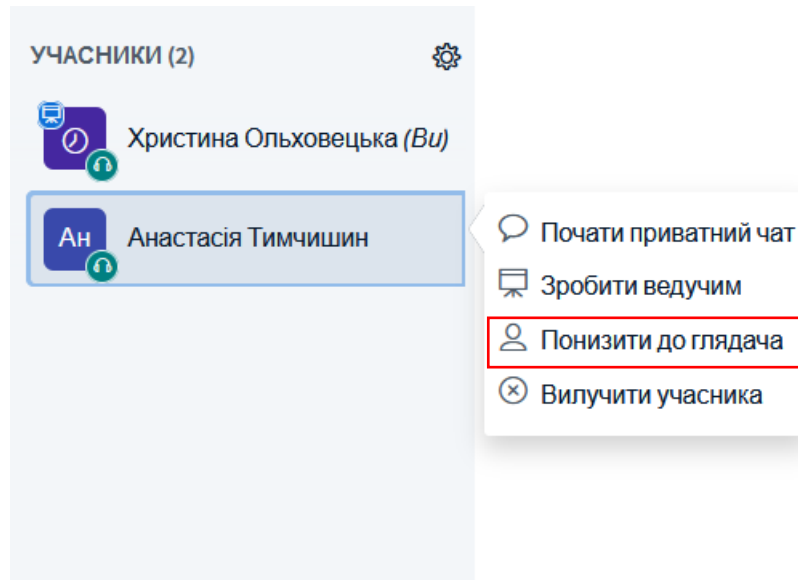 УЧАСНИКИ (2)
Христина Ольховецька (Ви)
Ан Анастасія Тимчишин
Почати приватний чат
Зробити ведучим
Понизити до глядача
Вилучити учасника